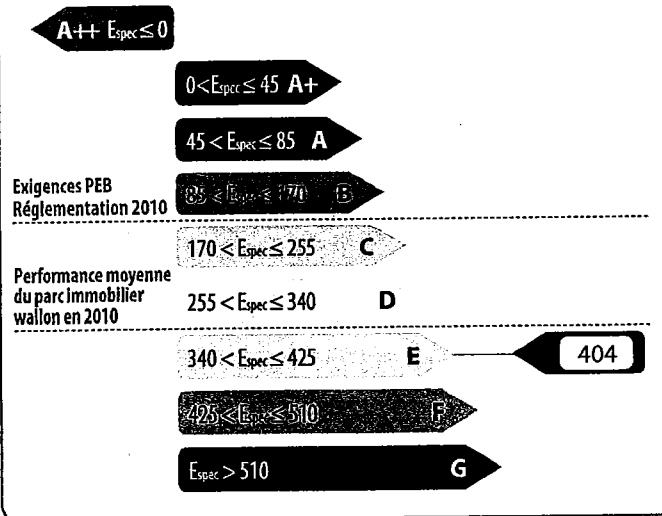 A++ Espec ≤ 0
0 < Espec ≤ 45 A+
45 < Espec ≤ 85 A
Exigences PEB
Réglementation 2010
85 < Espec ≤ 170 B
170 < Espec ≤ 255 C
Performance moyenne
du parc immobilier
wallon en 2010
255 < Espec ≤ 340 D
340 < Espec ≤ 425 E
404
425 < Espec ≤ 510 F
Espec > 510 G